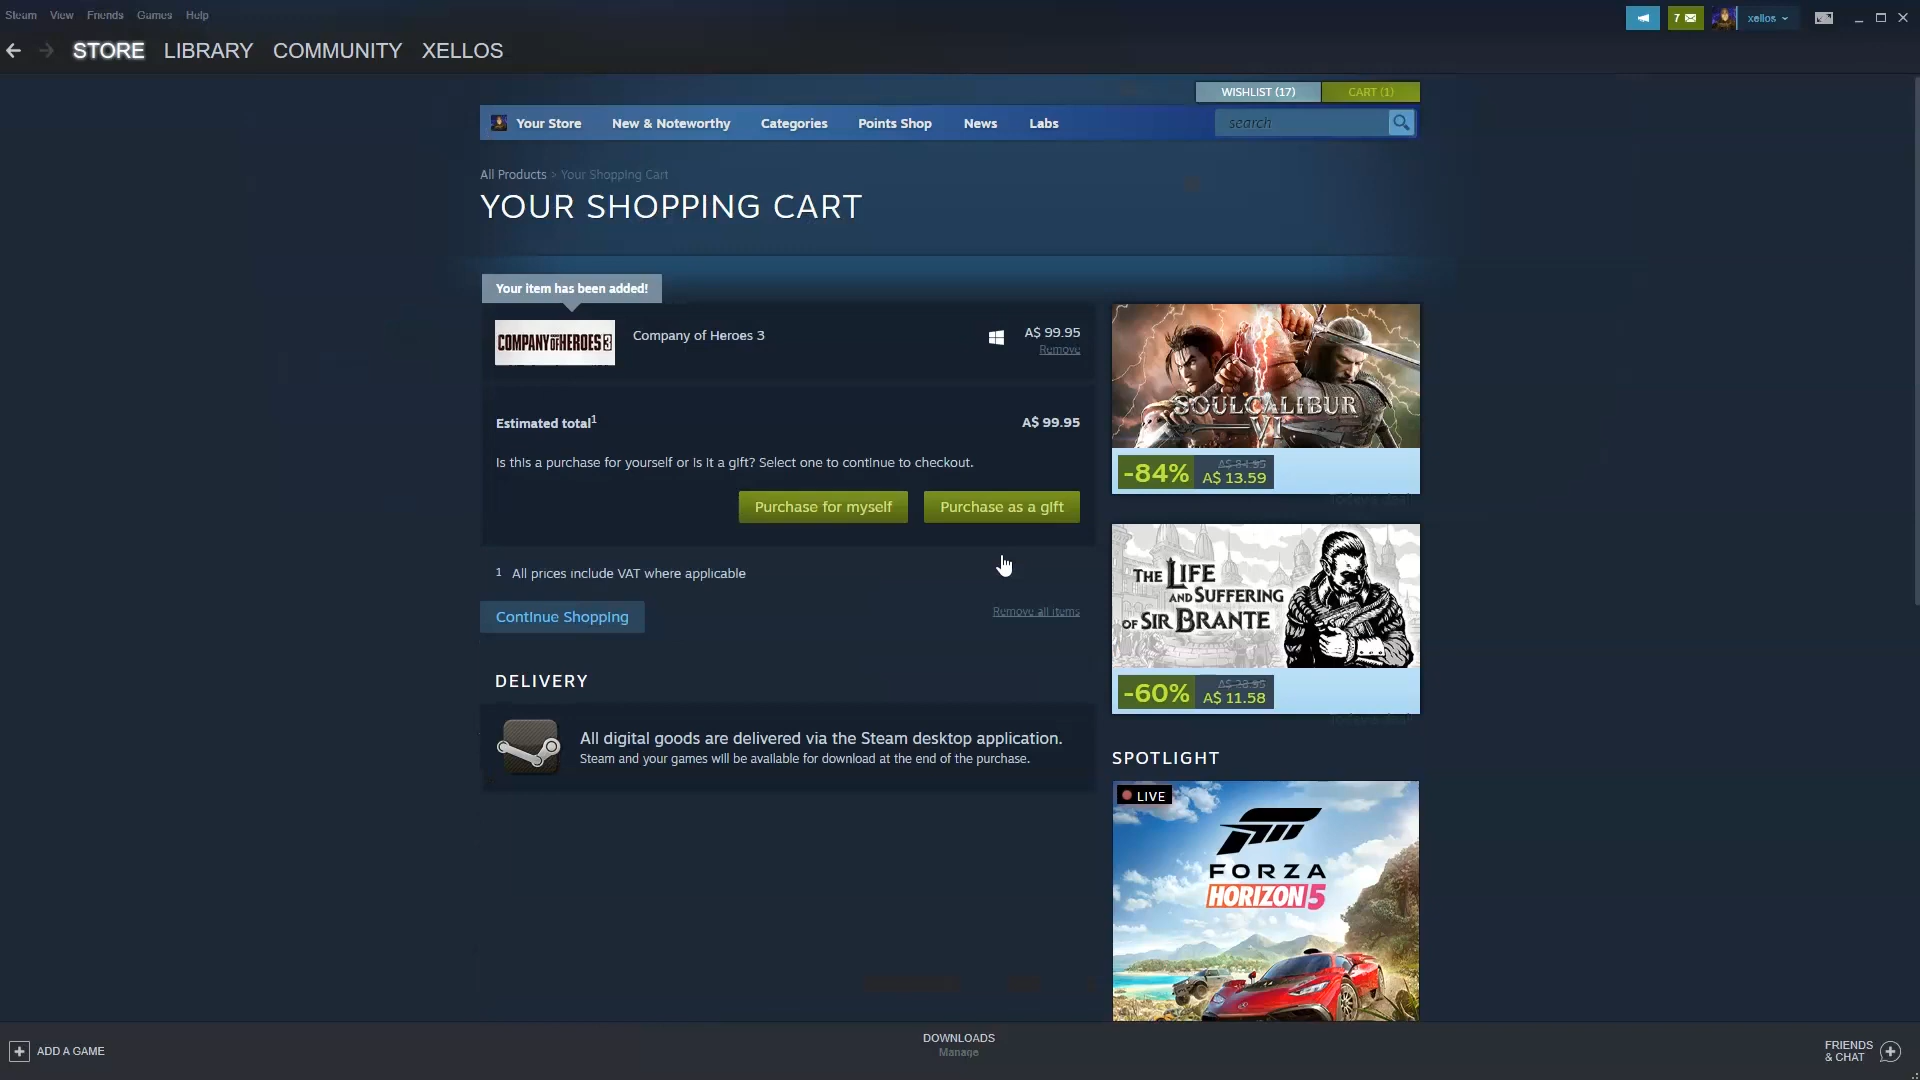 Steam View Friends Games Help
7
xellos
STORE LIBRARY COMMUNITY XELLOS
WISHLIST (17) CART (1)
Your Store New & Noteworthy Categories Points Shop News Labs
search
All Products > Your Shopping Cart
YOUR SHOPPING CART
Your item has been added!
COMPANY OF HEROES 3
Company of Heroes 3
A$ 99.95
Remove
Estimated total¹ A$ 99.95
Is this a purchase for yourself or is it a gift? Select one to continue to checkout.
Purchase for myself Purchase as a gift
1 All prices include VAT where applicable
Remove all items
Continue Shopping
DELIVERY
All digital goods are delivered via the Steam desktop application.
Steam and your games will be available for download at the end of the purchase.
SOULCALIBUR
VI
-84% A$ 84.95
A$ 13.59
THE LIFE
AND SUFFERING
OF SIR BRANTE
-60% A$ 28.95
A$ 11.58
SPOTLIGHT
LIVE
FORZA
HORIZON 5
ADD A GAME
DOWNLOADS
Manage
FRIENDS
& CHAT